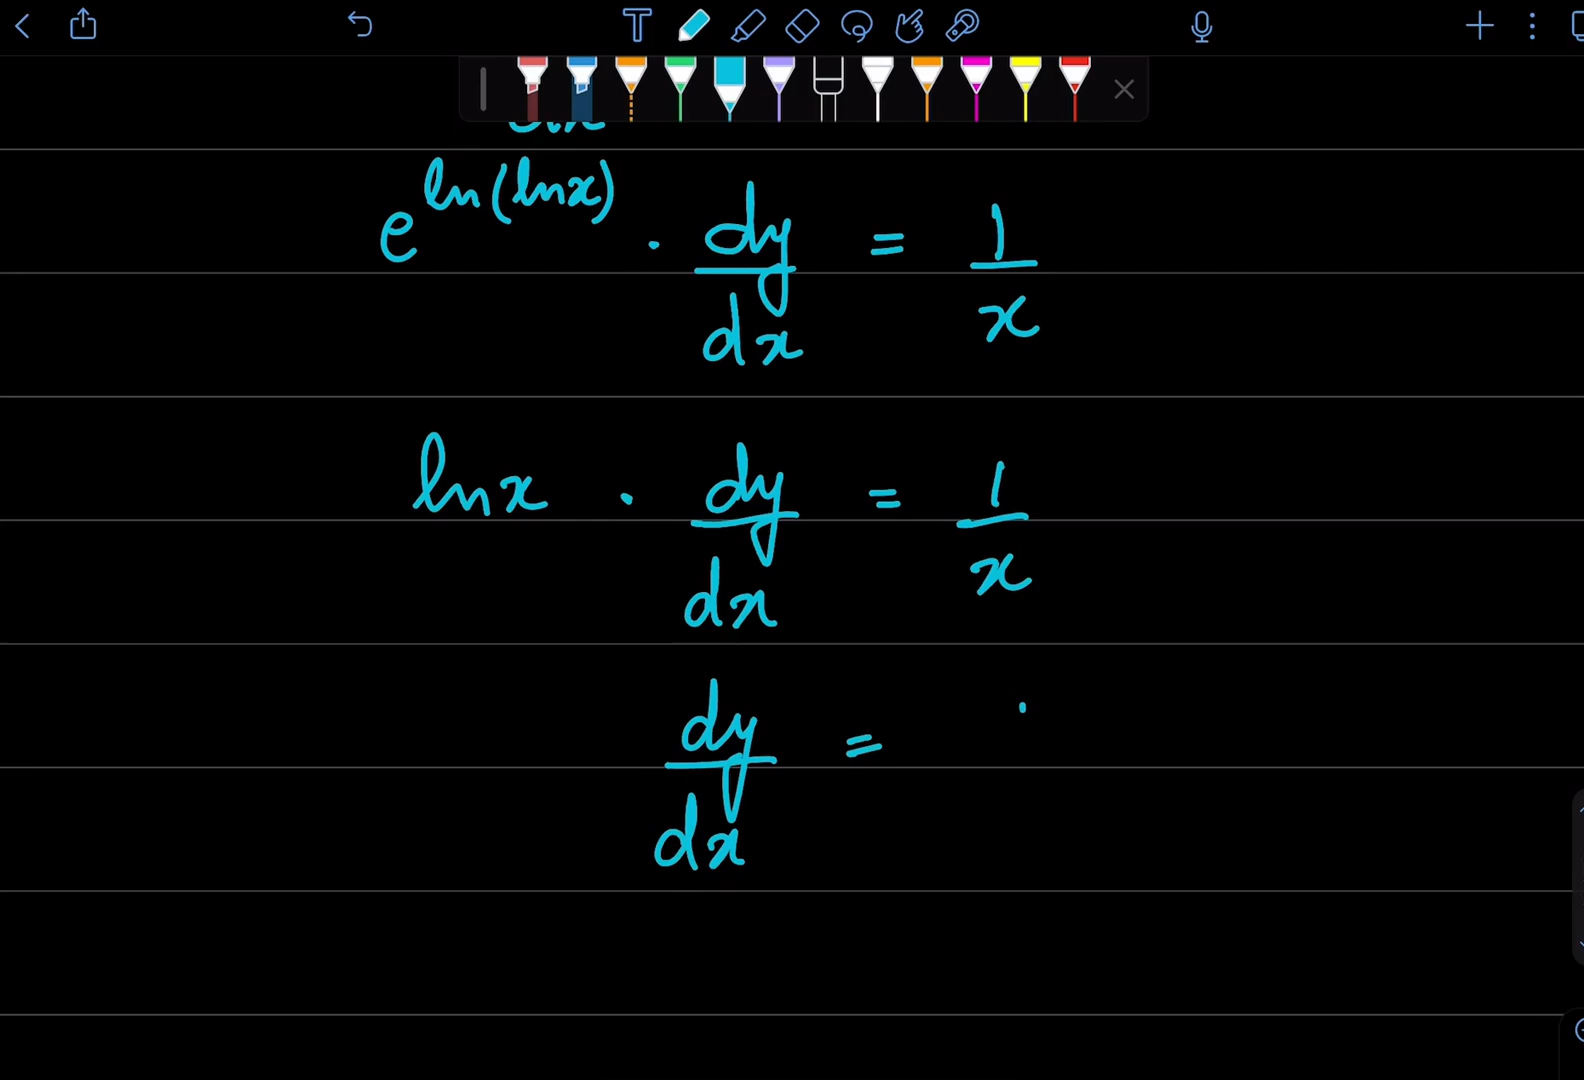 e^{ln(lnx)} · dy/dx = 1/x
lnx · dy/dx = 1/x
dy/dx =